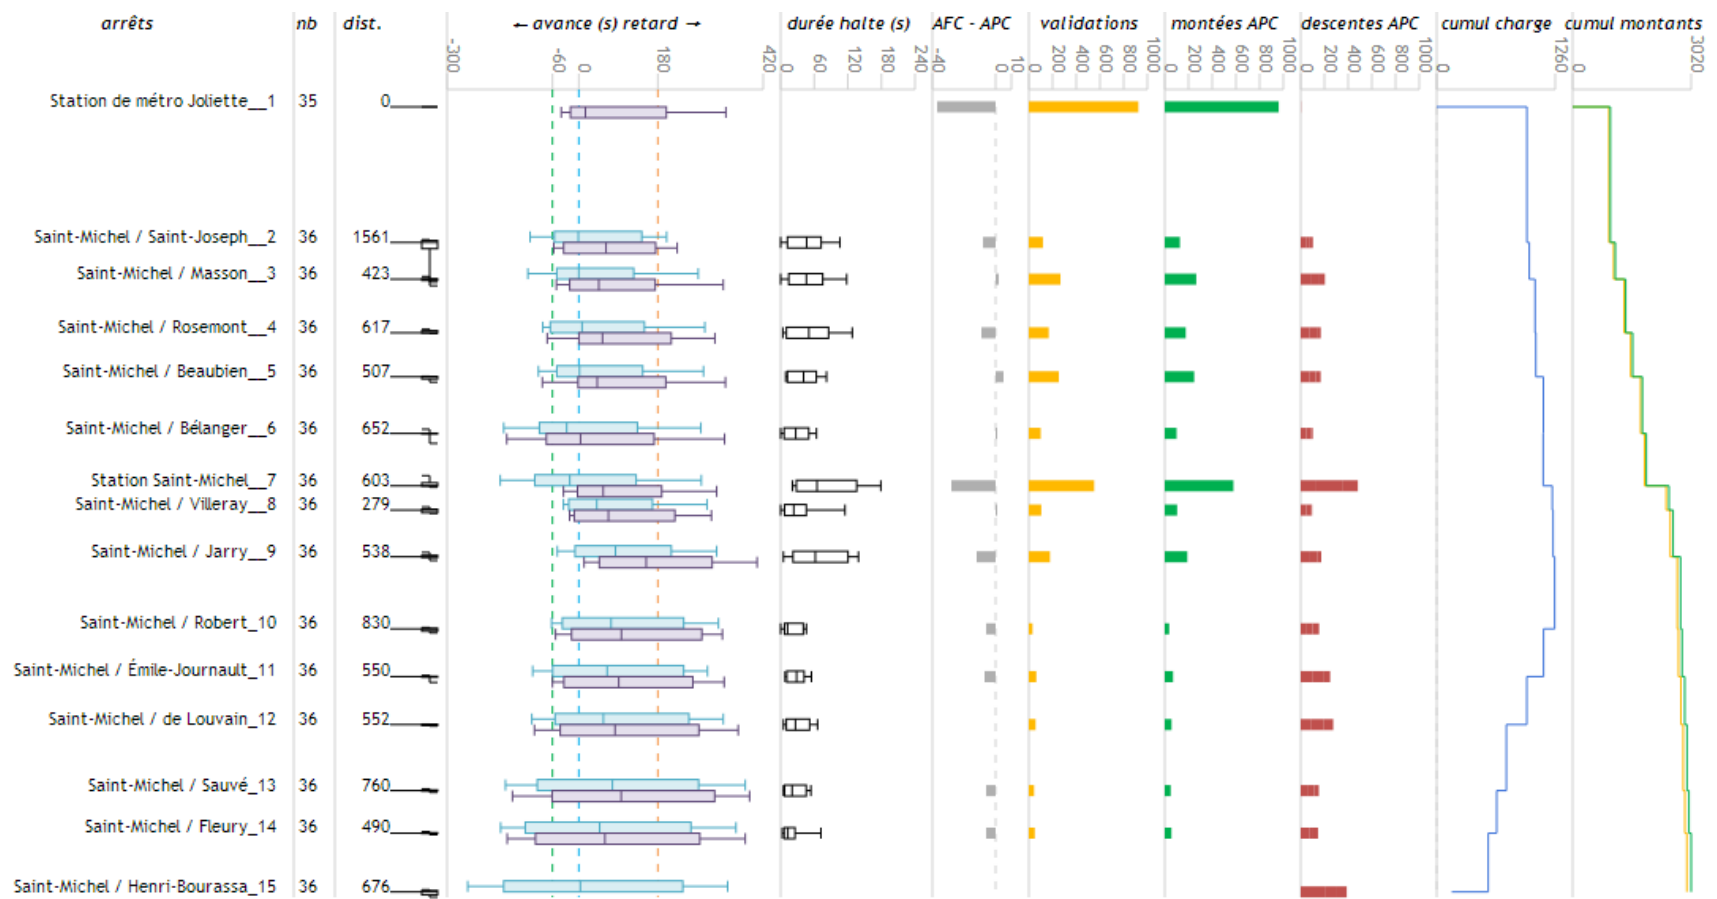 arrêts nb dist. ← avance (s) retard → durée halte (s) AFC - APC validations montées APC descentes APC cumul charge cumul montants
-300 -60 0 180 420 0 60 120 180 240 -40 0 10 0 200 400 600 800 1000 0 200 400 600 800 1000 0 200 400 600 800 1000 0 1260 0 3020
Station de métro Joliette__1 35 0
Saint-Michel / Saint-Joseph__2 36 1561
Saint-Michel / Masson__3 36 423
Saint-Michel / Rosemont__4 36 617
Saint-Michel / Beaubien__5 36 507
Saint-Michel / Bélanger__6 36 652
Station Saint-Michel__7 36 603
Saint-Michel / Villeray__8 36 279
Saint-Michel / Jarry__9 36 538
Saint-Michel / Robert_10 36 830
Saint-Michel / Émile-Journault_11 36 550
Saint-Michel / de Louvain_12 36 552
Saint-Michel / Sauvé_13 36 760
Saint-Michel / Fleury_14 36 490
Saint-Michel / Henri-Bourassa_15 36 676